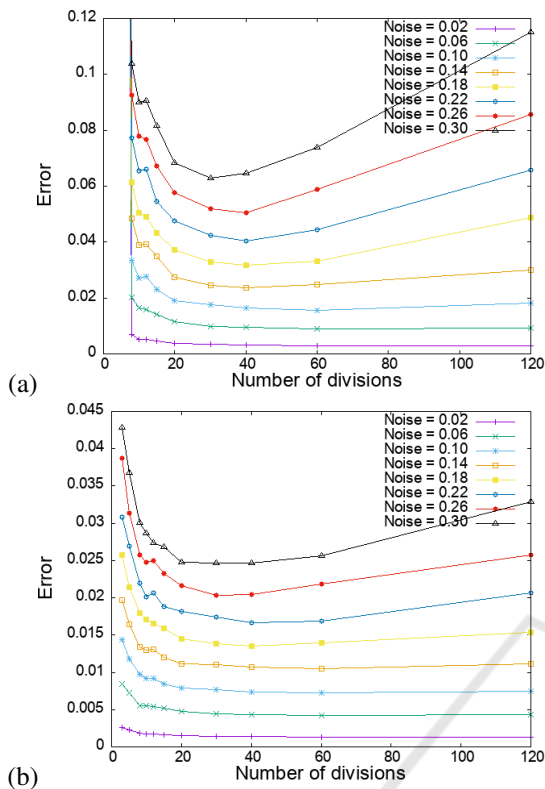 0.12
0.1
0.08
0.06
0.04
0.02
0
Error
Noise = 0.02
Noise = 0.06
Noise = 0.10
Noise = 0.14
Noise = 0.18
Noise = 0.22
Noise = 0.26
Noise = 0.30
0 20 40 60 80 100 120
Number of divisions
(a)
0.045
0.04
0.035
0.03
0.025
0.02
0.015
0.01
0.005
0
Error
Noise = 0.02
Noise = 0.06
Noise = 0.10
Noise = 0.14
Noise = 0.18
Noise = 0.22
Noise = 0.26
Noise = 0.30
0 20 40 60 80 100 120
Number of divisions
(b)